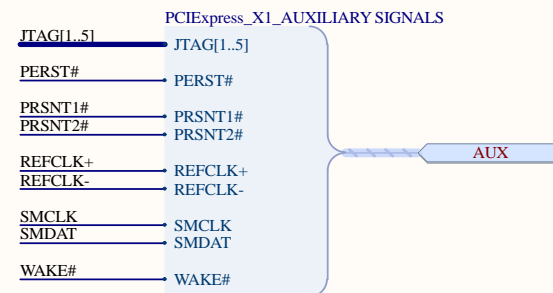 PCIExpress_X1_AUXILIARY SIGNALS
JTAG[1..5]
JTAG[1..5]
PERST#
PERST#
PRSNT1#
PRSNT1#
PRSNT2#
PRSNT2#
REFCLK+
REFCLK+
REFCLK-
REFCLK-
SMCLK
SMCLK
SMDAT
SMDAT
WAKE#
WAKE#
AUX